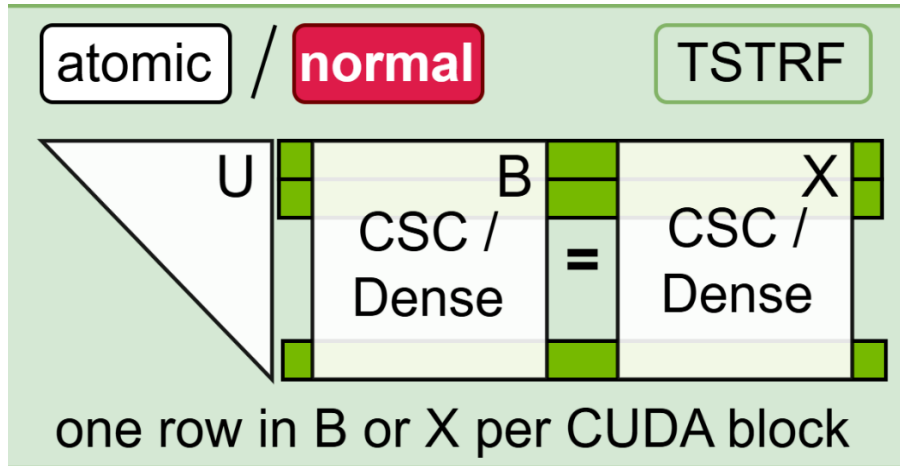 atomic / normal TSTRF
U B X
CSC / CSC /
Dense = Dense
one row in B or X per CUDA block